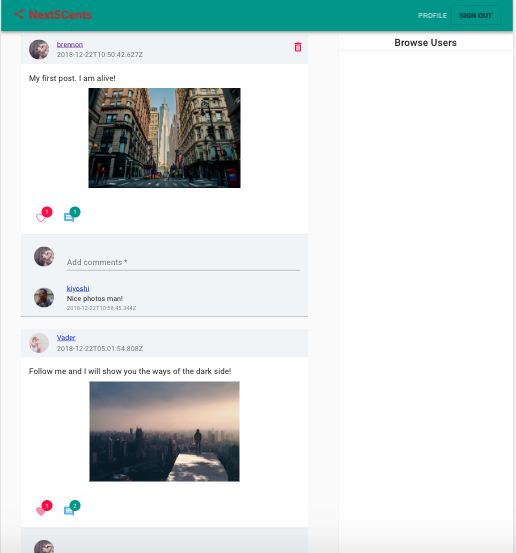 NextSCants
PROFILE
SIGN OUT
Browse Users
brennon
2018-12-22T10:50:42.627Z
My first post. I am alive!
1
1
Add comments *
kiyoshi
Nice photos man!
2018-12-22T10:58:45.344Z
Vader
2018-12-22T05:01:54.808Z
Follow me and I will show you the ways of the dark side!
1
2